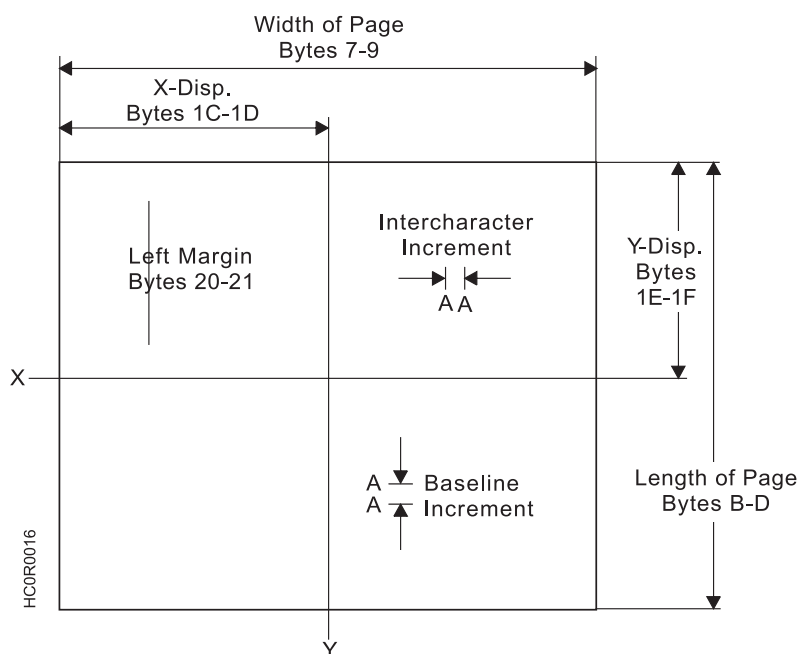 Width of Page
Bytes 7-9
X-Disp.
Bytes 1C-1D
Left Margin
Bytes 20-21
Intercharacter
Increment
A A
Y-Disp.
Bytes
1E-1F
X
A
A
Baseline
Increment
Length of Page
Bytes B-D
HC0R0016
Y